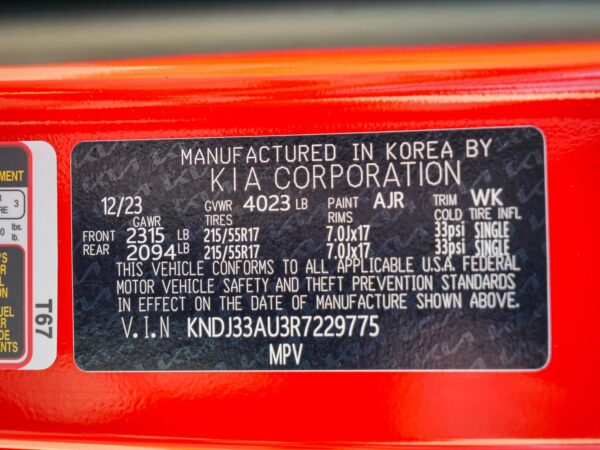 MANUFACTURED IN KOREA BY
KIA CORPORATION
12/23 GVWR 4023 LB PAINT AJR TRIM WK
GAWR TIRES RIMS COLD TIRE INFL
FRONT 2315 LB 215/55R17 7.0Jx17 33psi SINGLE
REAR 2094 LB 215/55R17 7.0Jx17 33psi SINGLE
THIS VEHICLE CONFORMS TO ALL APPLICABLE U.S.A. FEDERAL
MOTOR VEHICLE SAFETY AND THEFT PREVENTION STANDARDS
IN EFFECT ON THE DATE OF MANUFACTURE SHOWN ABOVE.
V.I.N KNDJ33AU3R7229775
MPV
MENT
3
lbs.
T67